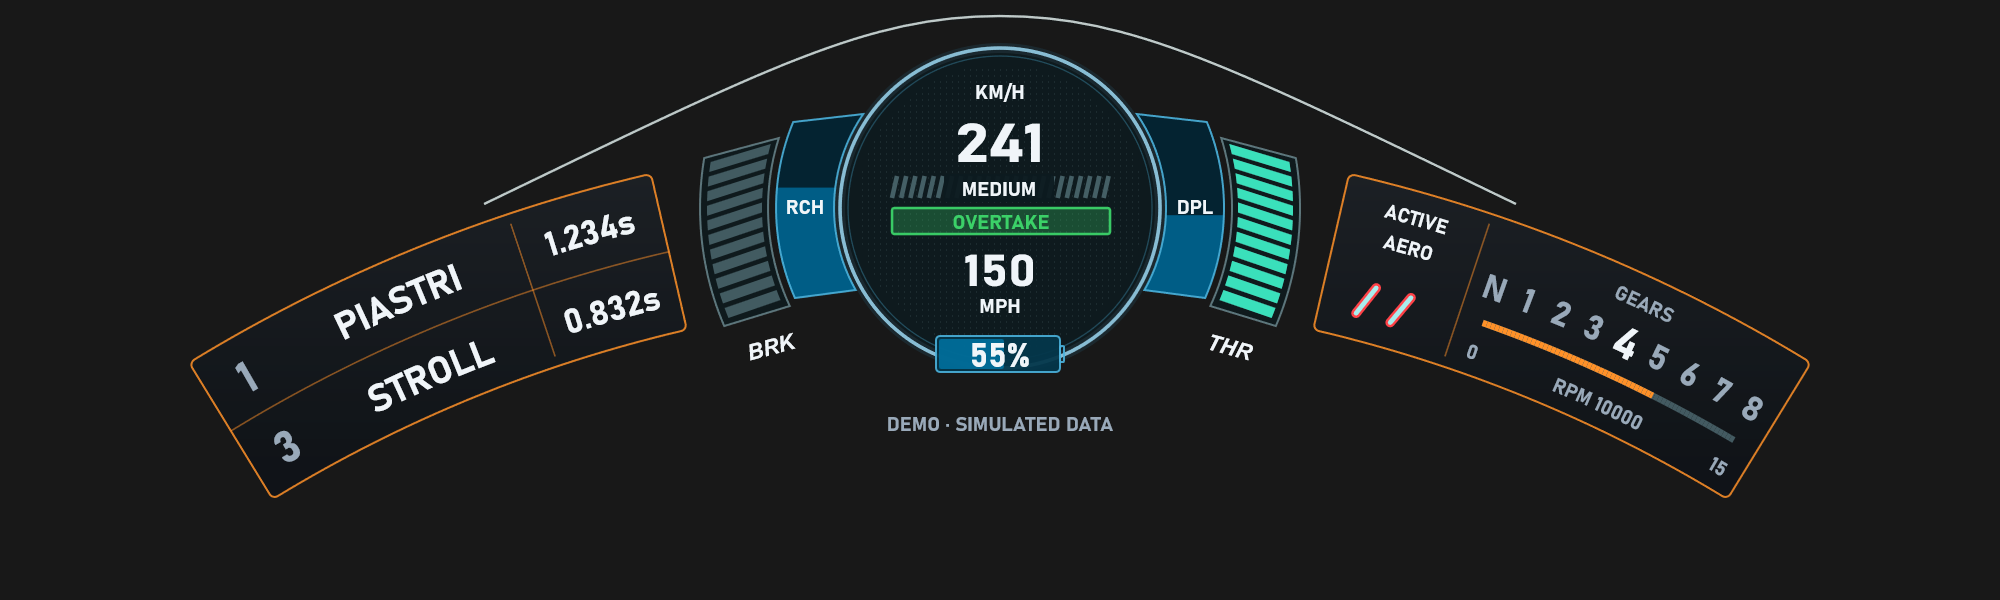 1 PIASTRI 1.234s
3 STROLL 0.832s
BRK
RCH
KM/H
241
MEDIUM
OVERTAKE
150
MPH
55%
DPL
THR
ACTIVE
AERO
GEARS
N 1 2 3 4 5 6 7 8
0 15
RPM 10000
DEMO · SIMULATED DATA